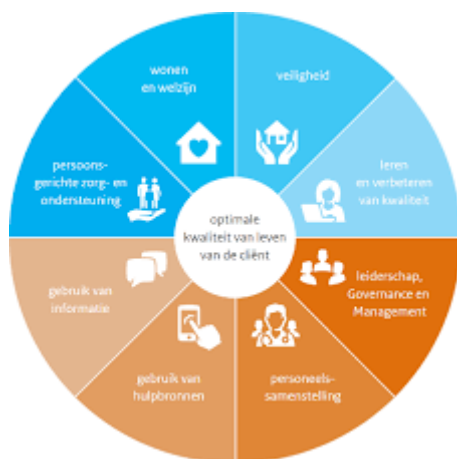 wonen
en welzijn
veiligheid
persoons-
gerichte zorg- en
ondersteuning
leren
en verbeteren
van kwaliteit
optimale
kwaliteit van leven
van de cliënt
gebruik van
informatie
leiderschap,
Governance en
Management
gebruik van
hulpbronnen
personeels-
samenstelling